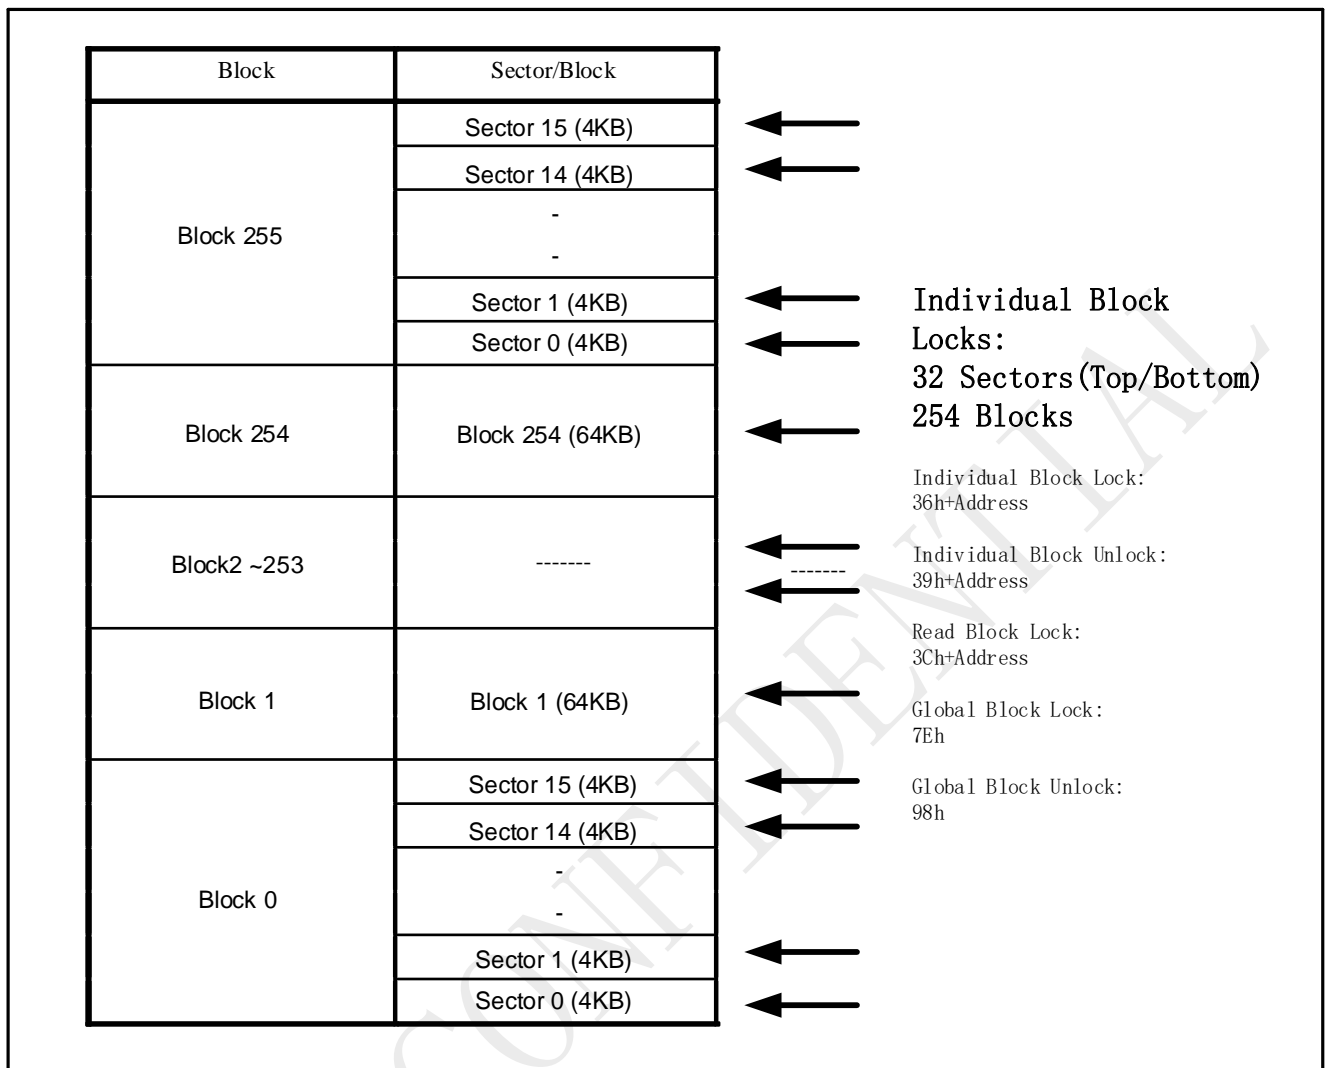 Block Sector/Block
Block 255
Sector 15 (4KB)
Sector 14 (4KB)
-
-
Sector 1 (4KB)
Sector 0 (4KB)
Block 254 Block 254 (64KB)
Block2 ~253 ------- -------
Block 1 Block 1 (64KB)
Block 0
Sector 15 (4KB)
Sector 14 (4KB)
-
-
Sector 1 (4KB)
Sector 0 (4KB)
Individual Block
Locks:
32 Sectors(Top/Bottom)
254 Blocks
Individual Block Lock:
36h+Address
Individual Block Unlock:
39h+Address
Read Block Lock:
3Ch+Address
Global Block Lock:
7Eh
Global Block Unlock:
98h
CONFIDENTIAL